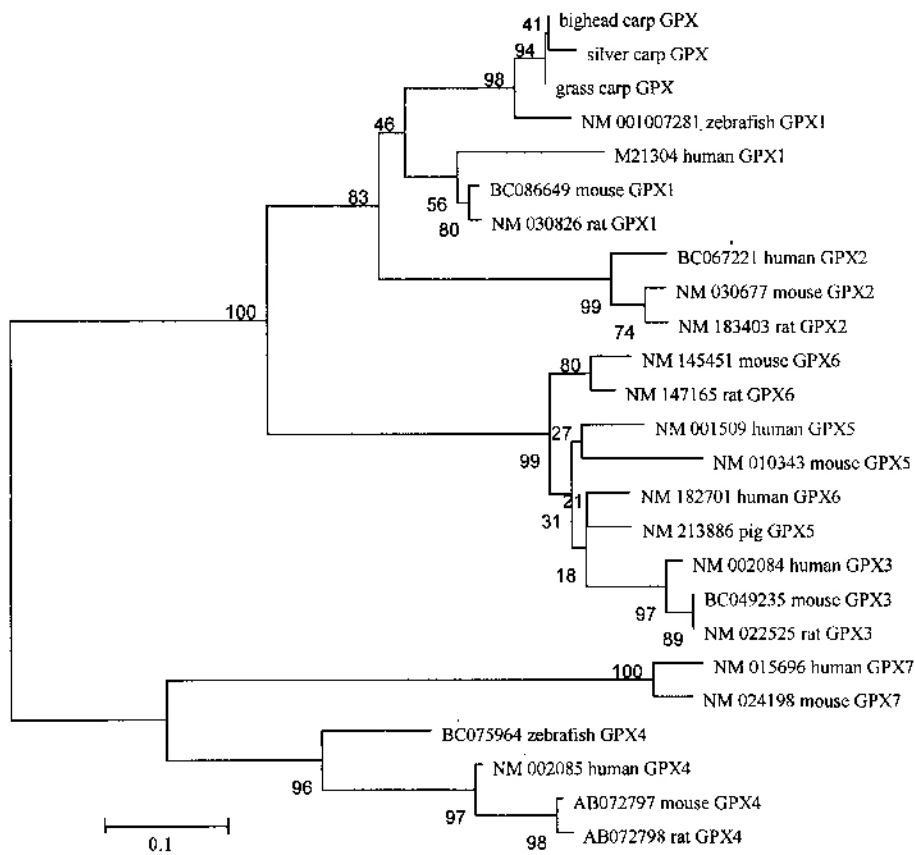 41 bighead carp GPX
94 silver carp GPX
98 grass carp GPX
NM 001007281 zebrafish GPX1
46
M21304 human GPX1
BC086649 mouse GPX1
56
83
80 NM 030826 rat GPX1
BC067221 human GPX2
NM 030677 mouse GPX2
99
100
74 NM 183403 rat GPX2
80 NM 145451 mouse GPX6
NM 147165 rat GPX6
27 NM 001509 human GPX5
99 NM 010343 mouse GPX5
21 NM 182701 human GPX6
31 NM 213886 pig GPX5
18 NM 002084 human GPX3
97 BC049235 mouse GPX3
89 NM 022525 rat GPX3
100 NM 015696 human GPX7
NM 024198 mouse GPX7
BC075964 zebrafish GPX4
96 NM 002085 human GPX4
97 AB072797 mouse GPX4
98 AB072798 rat GPX4
0.1